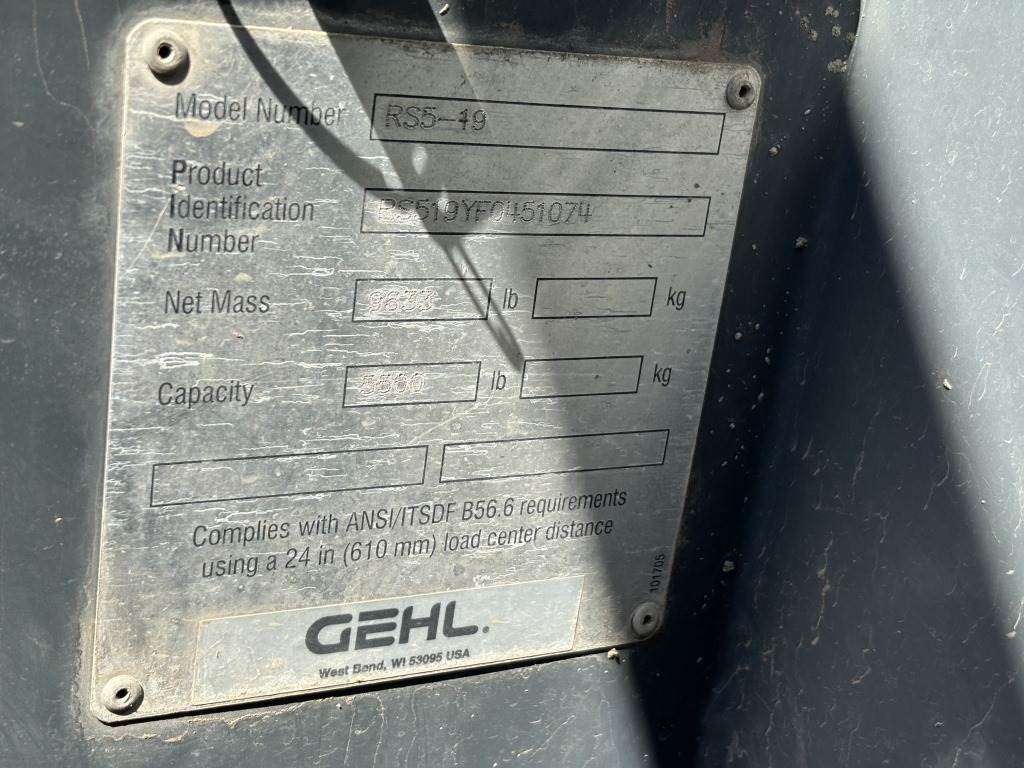 Model Number RS5-19
Product
Identification RS519YF0451074
Number
Net Mass 9633 lb kg
Capacity 5500 lb kg
Complies with ANSI/ITSDF B56.6 requirements
using a 24 in (610 mm) load center distance
101705
GEHL.
West Bend, WI 53095 USA